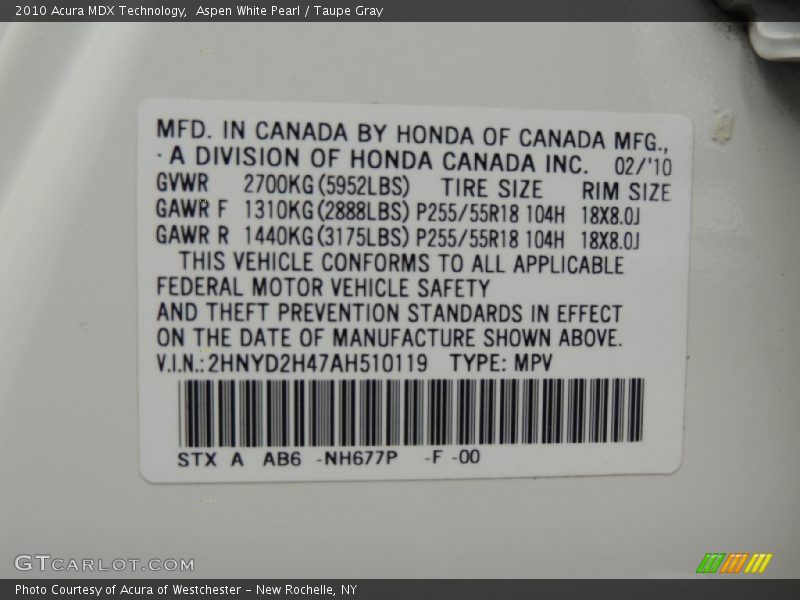 2010 Acura MDX Technology,  Aspen White Pearl / Taupe Gray
MFD. IN CANADA BY HONDA OF CANADA MFG.,
A DIVISION OF HONDA CANADA INC. 02/'10
GVWR 2700KG(5952LBS) TIRE SIZE RIM SIZE
GAWR F 1310KG(2888LBS) P255/55R18 104H 18X8.0J
GAWR R 1440KG(3175LBS) P255/55R18 104H 18X8.0J
THIS VEHICLE CONFORMS TO ALL APPLICABLE
FEDERAL MOTOR VEHICLE SAFETY
AND THEFT PREVENTION STANDARDS IN EFFECT
ON THE DATE OF MANUFACTURE SHOWN ABOVE.
V.I.N.: 2HNYD2H47AH510119 TYPE: MPV
STX A AB6 -NH677P -F -00
GTCARLOT.COM
Photo Courtesy of Acura of Westchester - New Rochelle, NY